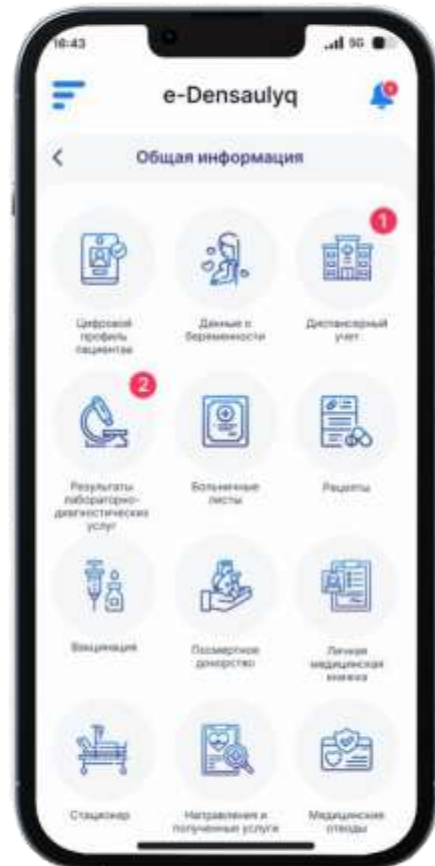 16:43
5G
e-Densaulyq
Общая информация
1
Цифровой
профиль
пациентва
Данные о
беременности
Диспансерный
учет
2
Результаты
лабораторно-
диагностических
услуг
Больничные
листы
Рецепты
Вакцинация
Посмертное
донорство
Личная
медицинская
книжка
Стационар
Направления и
полученные услуги
Медицинские
отводы